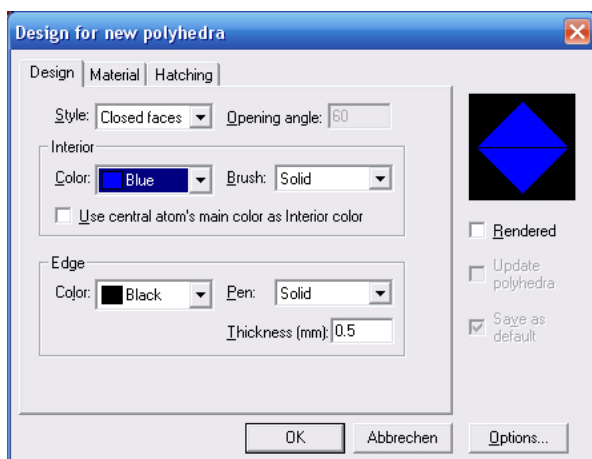 Design for new polyhedra
Design Material Hatching
Style: Closed faces Opening angle: 60
Interior
Color: Blue Brush: Solid
Use central atom's main color as Interior color
Edge
Color: Black Pen: Solid
Thickness (mm): 0.5
Rendered
Update
polyhedra
Save as
default
OK Abbrechen Options...